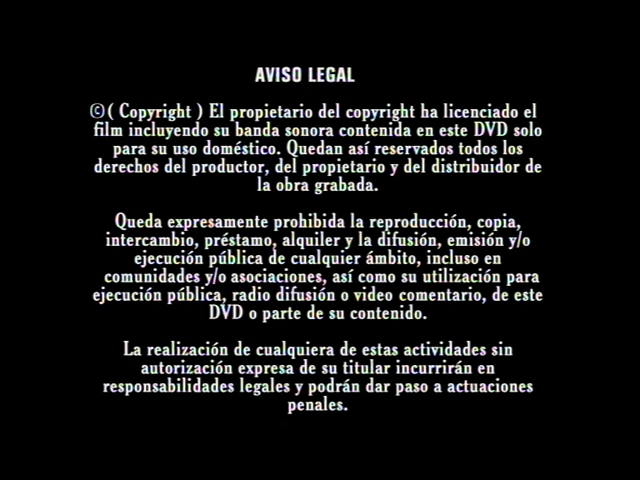 AVISO LEGAL
©( Copyright ) El propietario del copyright ha licenciado el
film incluyendo su banda sonora contenida en este DVD solo
para su uso doméstico. Quedan así reservados todos los
derechos del productor, del propietario y del distribuidor de
la obra grabada.
Queda expresamente prohibida la reproducción, copia,
intercambio, préstamo, alquiler y la difusión, emisión y/o
ejecución pública de cualquier ámbito, incluso en
comunidades y/o asociaciones, así como su utilización para
ejecución pública, radio difusión o video comentario, de este
DVD o parte de su contenido.
La realización de cualquiera de estas actividades sin
autorización expresa de su titular incurrirán en
responsabilidades legales y podrán dar paso a actuaciones
penales.